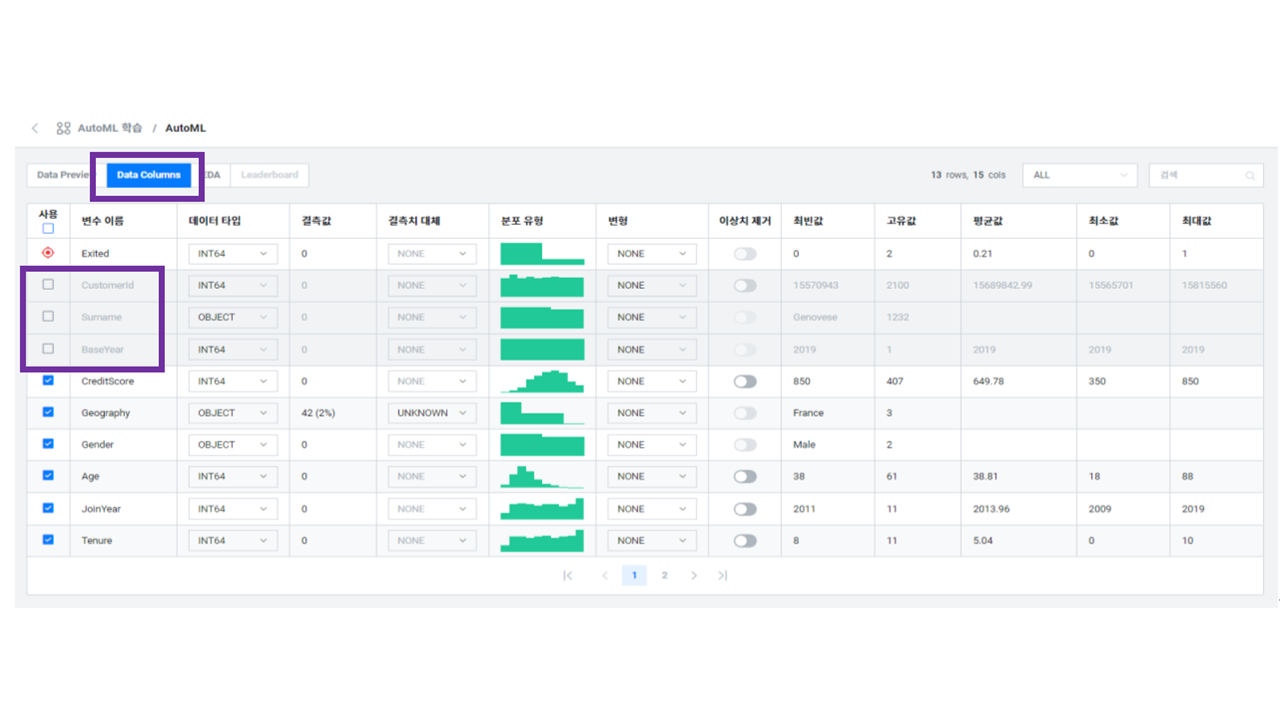 AutoML 학습 / AutoML
Data Preview Data Columns EDA Leaderboard 13 rows, 15 cols ALL 검색
사용 변수 이름 데이터 타입 결측값 결측치 대체 분포 유형 변형 이상치 제거 최빈값 고유값 평균값 최소값 최대값
Exited INT64 0 NONE NONE 0 2 0.21 0 1
CustomerId INT64 0 NONE NONE 15570943 2100 15689842.99 15565701 15815560
Surname OBJECT 0 NONE NONE Genovese 1232
BaseYear INT64 0 NONE NONE 2019 1 2019 2019 2019
CreditScore INT64 0 NONE NONE 850 407 649.78 350 850
Geography OBJECT 42 (2%) UNKNOWN NONE France 3
Gender OBJECT 0 NONE NONE Male 2
Age INT64 0 NONE NONE 38 61 38.81 18 88
JoinYear INT64 0 NONE NONE 2011 11 2013.96 2009 2019
Tenure INT64 0 NONE NONE 8 11 5.04 0 10
1 2